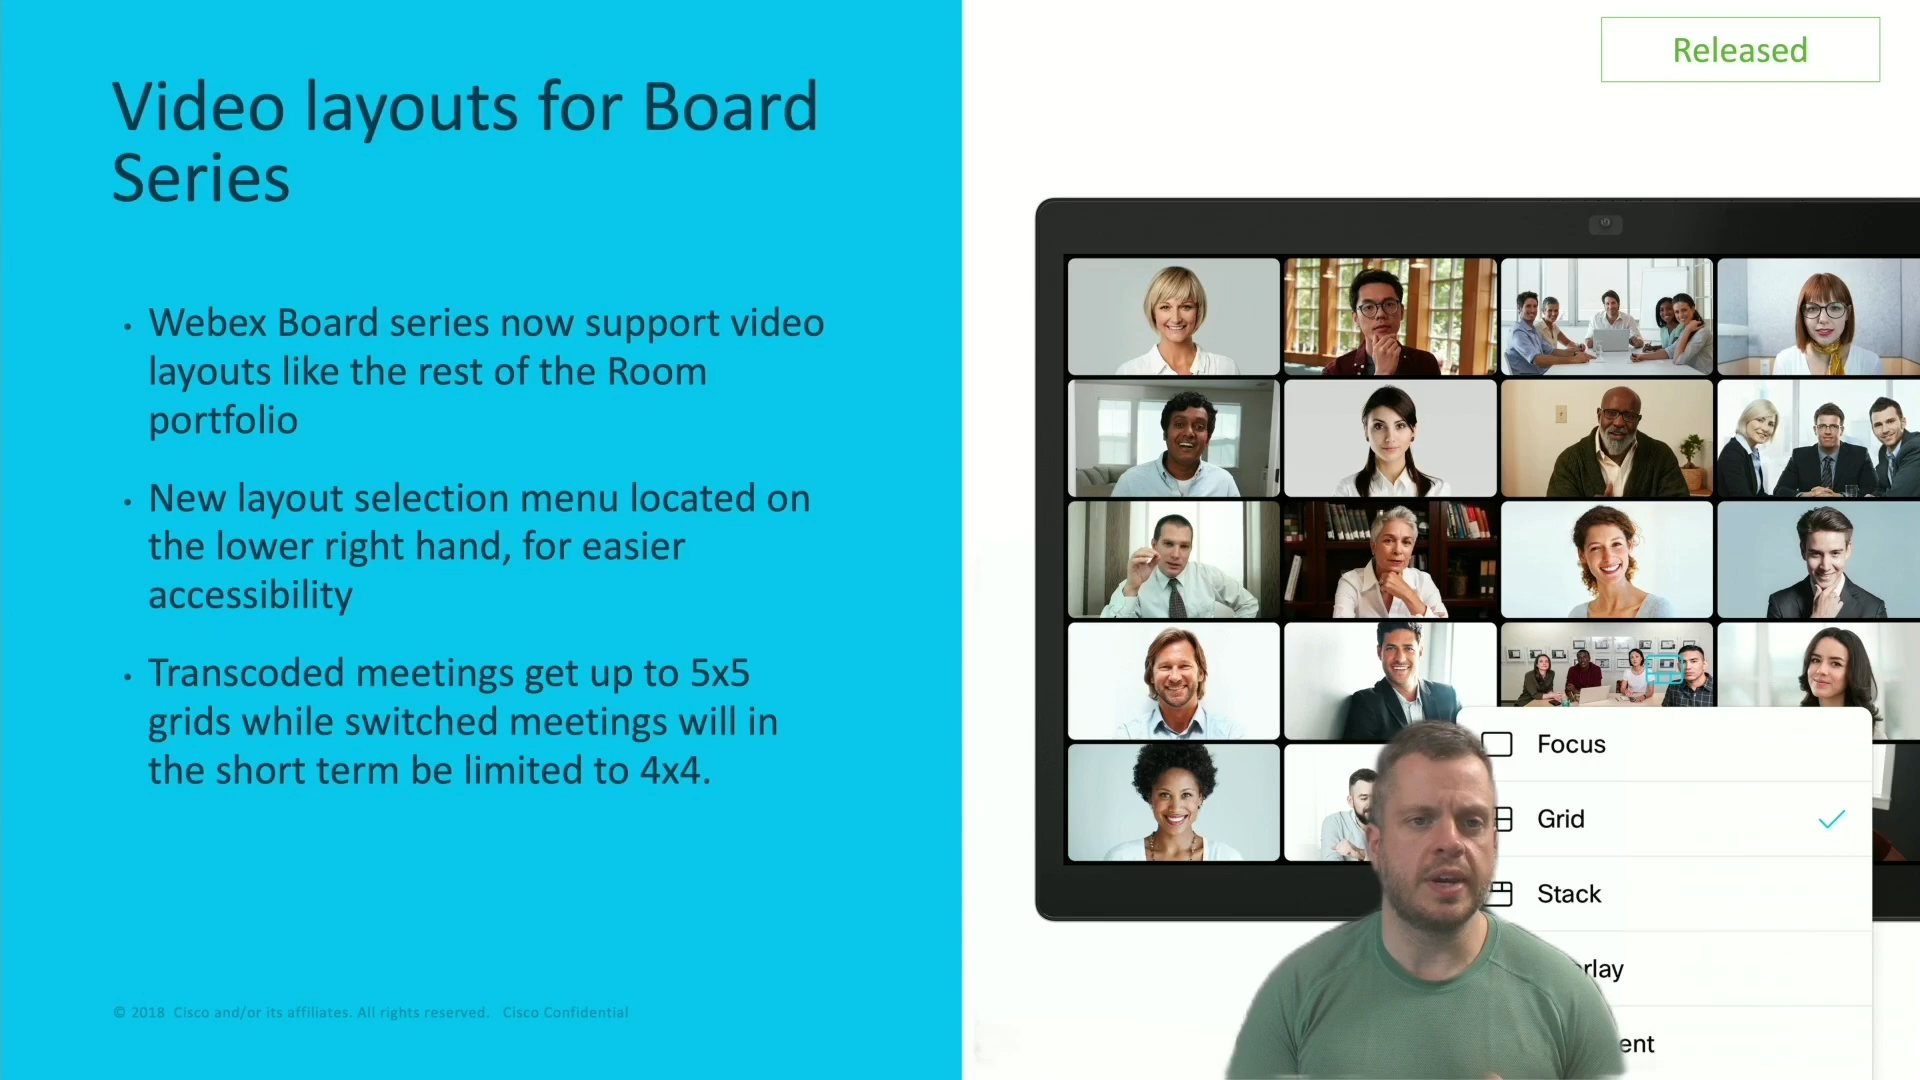 Released
Video layouts for Board
Series
• Webex Board series now support video
layouts like the rest of the Room
portfolio
• New layout selection menu located on
the lower right hand, for easier
accessibility
• Transcoded meetings get up to 5x5
grids while switched meetings will in
the short term be limited to 4x4.
Focus
Grid
Stack
© 2018 Cisco and/or its affiliates. All rights reserved. Cisco Confidential